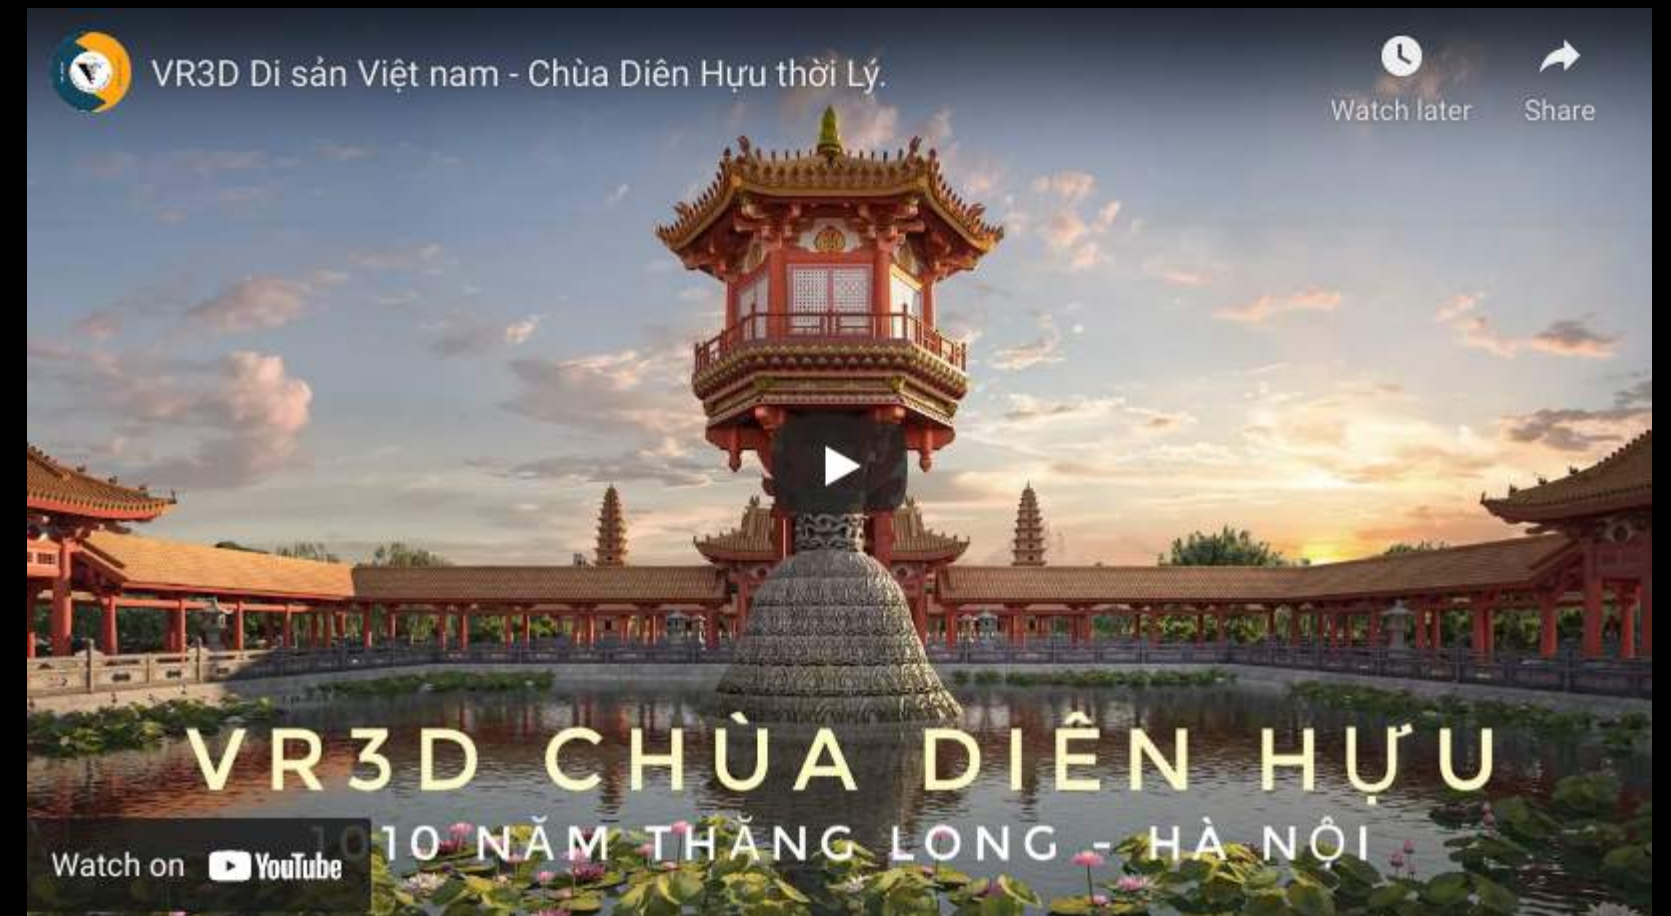 VR3D Di sản Việt nam - Chùa Diên Hựu thời Lý.
Watch later
Share
VR3D CHÙA DIÊN HỰU
1010 NĂM THĂNG LONG - HÀ NỘI
Watch on YouTube